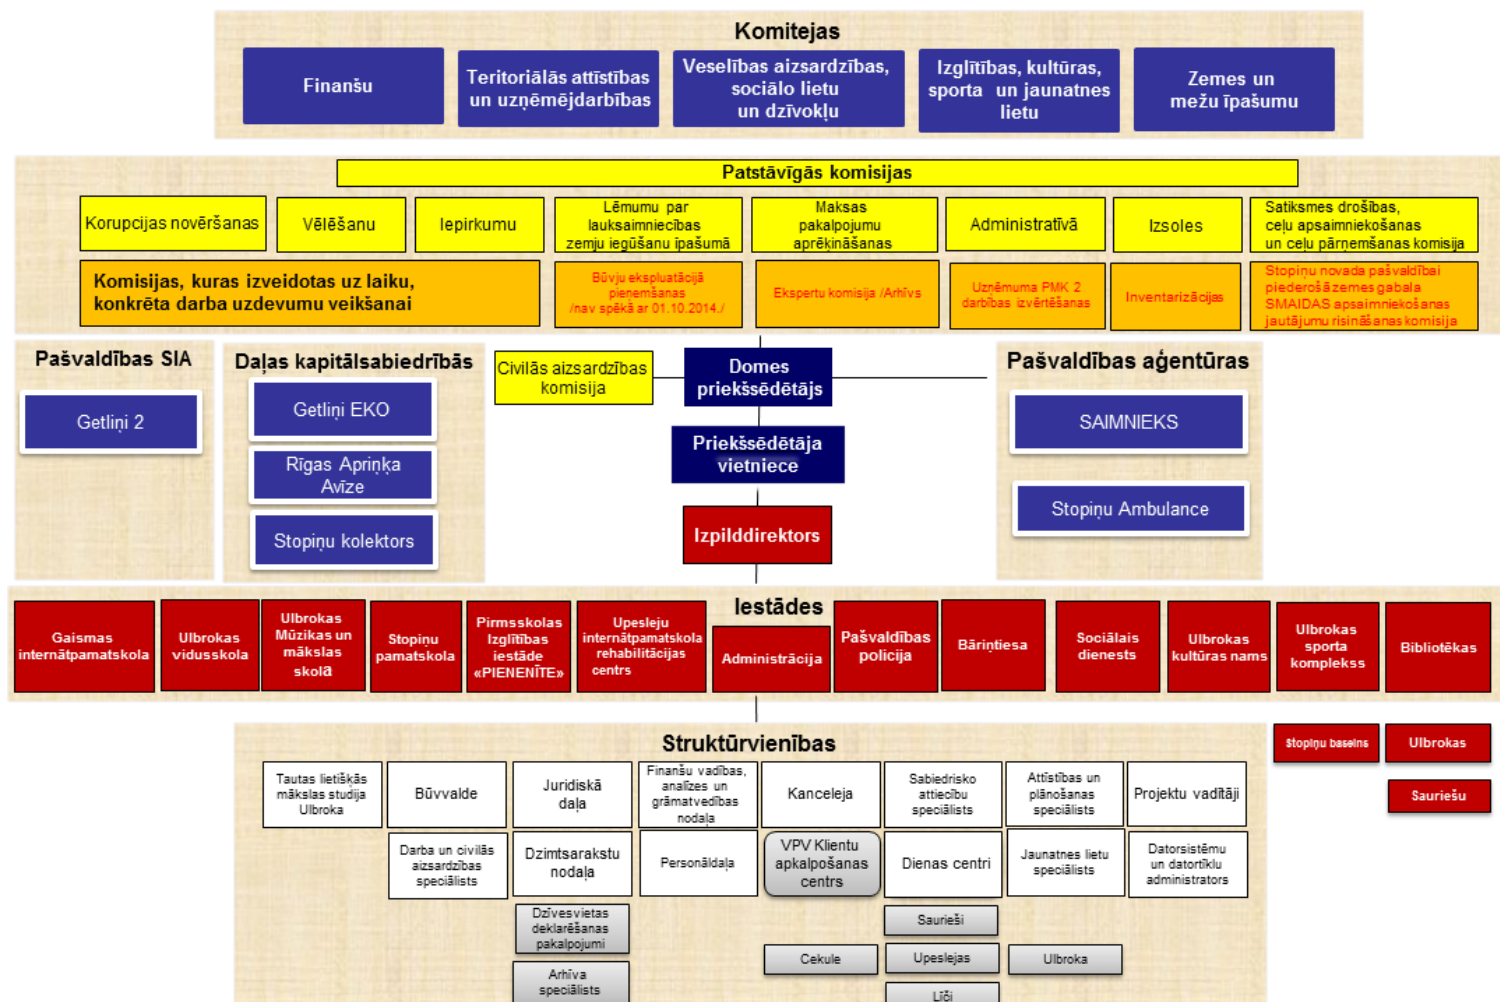 Komitejas
Finanšu
Teritoriālās attīstības
un uzņēmējdarbības
Veselības aizsardzības,
sociālo lietu
un dzīvokļu
Izglītības, kultūras,
sporta un jaunatnes
lietu
Zemes un
mežu īpašumu
Patstāvīgās komisijas
Korupcijas novēršanas
Vēlēšanu
Iepirkumu
Lēmumu par
lauksaimniecības
zemju iegūšanu īpašumā
Maksas
pakalpojumu
aprēķināšanas
Administratīvā
Izsoles
Satiksmes drošības,
ceļu apsaimniekošanas
un ceļu pārņemšanas komisija
Komisijas, kuras izveidotas uz laiku,
konkrēta darba uzdevumu veikšanai
Būvju ekspluatācijā
pieņemšanas
/nav spēkā ar 01.10.2014./
Ekspertu komisija /Arhīvs
Uzņēmuma PMK 2
darbības izvērtēšanas
Inventarizācijas
Stopiņu novada pašvaldībai
piederošā zemes gabala
SMAIDAS apsaimniekošanas
jautājumu risināšanas komisija
Pašvaldības SIA
Getliņi 2
Daļas kapitālsabiedrībās
Getliņi EKO
Rīgas Apriņķa
Avīze
Stopiņu kolektors
Civilās aizsardzības
komisija
Domes
priekšsēdētājs
Priekšsēdētāja
vietniece
Izpilddirektors
Pašvaldības aģentūras
SAIMNIEKS
Stopiņu Ambulance
Iestādes
Gaismas
internātpamatskola
Ulbrokas
vidusskola
Ulbrokas
Mūzikas un
mākslas
skola
Stopiņu
pamatskola
Pirmsskolas
Izglītības
iestāde
«PIENENĪTE»
Upesleju
internātpamatskola
rehabilitācijas
centrs
Administrācija
Pašvaldības
policija
Bāriņtiesa
Sociālais
dienests
Ulbrokas
kultūras nams
Ulbrokas
sporta
komplekss
Bibliotēkas
Stopiņu baseins
Ulbrokas
Sauriešu
Struktūrvienības
Tautas lietišķās
mākslas studija
Ulbroka
Būvvalde
Juridiskā
daļa
Finanšu vadības,
analīzes un
grāmatvedības
nodaļa
Kanceleja
Sabiedrisko
attiecību
speciālists
Attīstības un
plānošanas
speciālists
Projektu vadītāji
Darba un civilās
aizsardzības
speciālists
Dzimtsarakstu
nodaļa
Personāldaļa
VPV Klientu
apkalpošanas
centrs
Dienas centri
Jaunatnes lietu
speciālists
Datorsistēmu
un datortīklu
administrators
Dzīvesvietas
deklarēšanas
pakalpojumi
Saurieši
Cekule
Upeslejas
Ulbroka
Arhīva
speciālists
Līči